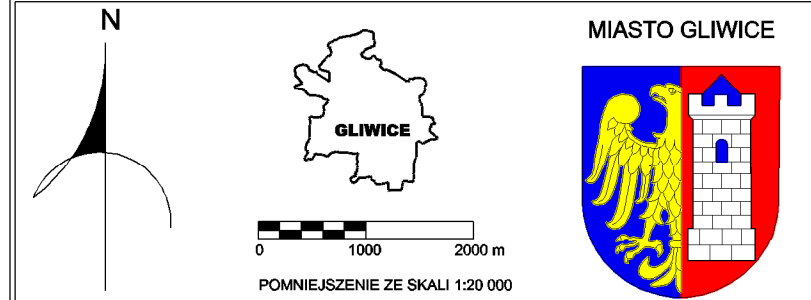 N
GLIWICE
0 1000 2000 m
POMNIEJSZENIE ZE SKALI 1:20 000
MIASTO GLIWICE